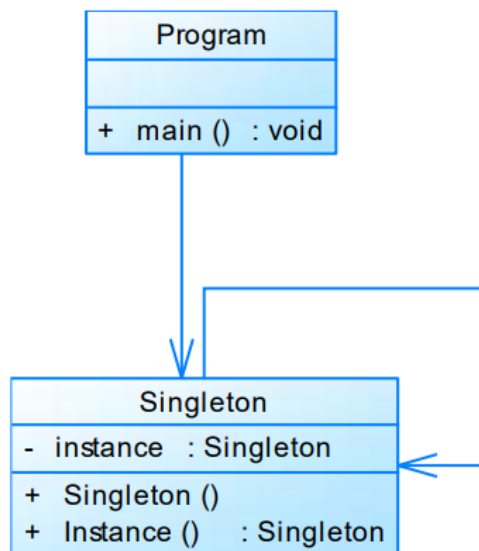 Program
+ main () : void
Singleton
- instance : Singleton
+ Singleton ()
+ Instance () : Singleton